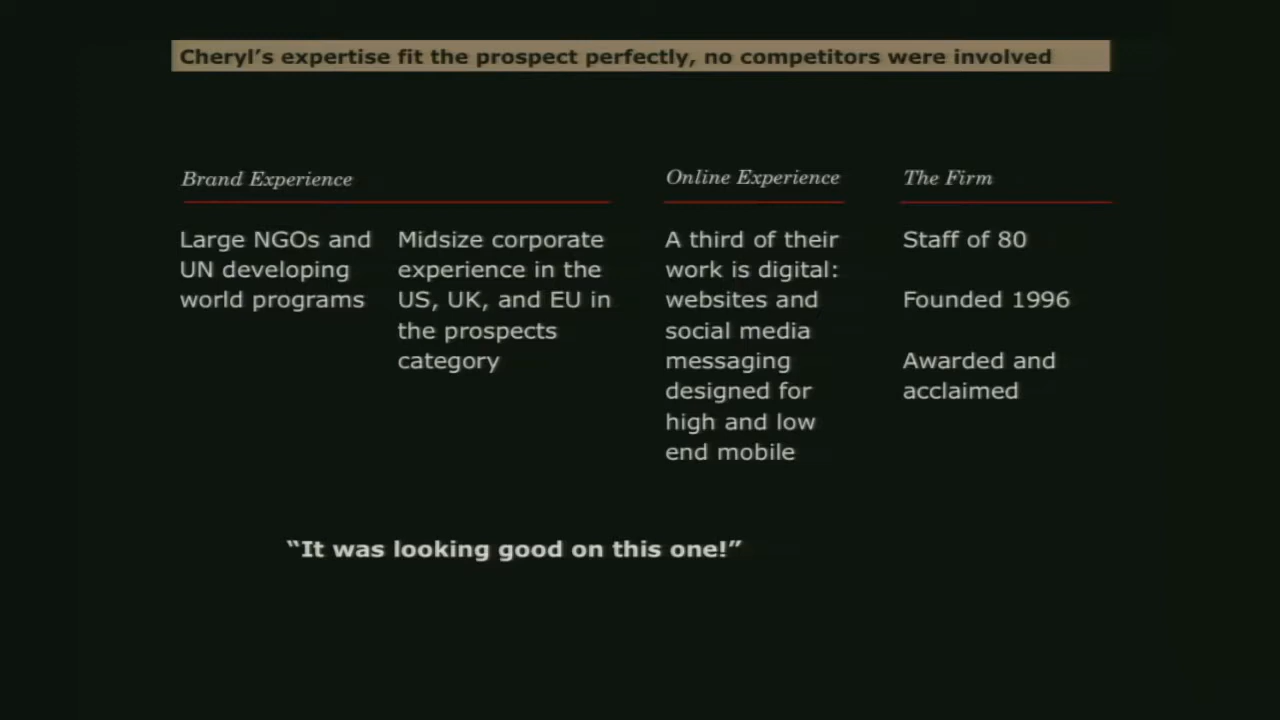 Cheryl’s expertise fit the prospect perfectly, no competitors were involved
Brand Experience
Large NGOs and
UN developing
world programs
Midsize corporate
experience in the
US, UK, and EU in
the prospects
category
Online Experience
A third of their
work is digital:
websites and
social media
messaging
designed for
high and low
end mobile
The Firm
Staff of 80
Founded 1996
Awarded and
acclaimed
“It was looking good on this one!”